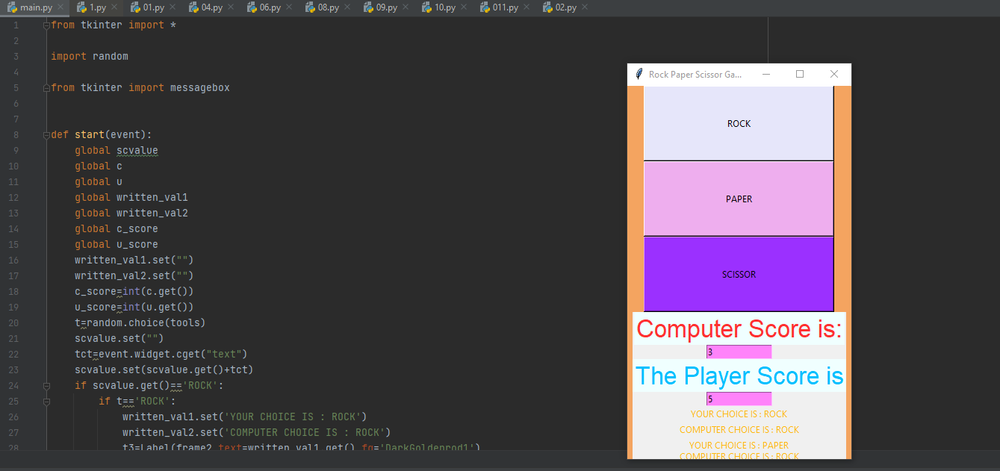 main.py 1.py 01.py 04.py 06.py 08.py 09.py 10.py 011.py 02.py
1 from tkinter import *
2
3 import random
4
5 from tkinter import messagebox
6
7
8 def start(event):
9 global scvalue
10 global c
11 global u
12 global written_val1
13 global written_val2
14 global c_score
15 global u_score
16 written_val1.set("")
17 written_val2.set("")
18 c_score=int(c.get())
19 u_score=int(u.get())
20 t=random.choice(tools)
21 scvalue.set("")
22 tct=event.widget.cget("text")
23 scvalue.set(scvalue.get()+tct)
24 if scvalue.get()=='ROCK':
25 if t=='ROCK':
26 written_val1.set('YOUR CHOICE IS : ROCK')
27 written_val2.set('COMPUTER CHOICE IS : ROCK')
28 t3=Label(frame2,text=written_val1.get(),fg='DarkGoldenrod1')
Rock Paper Scissor Ga...
ROCK
PAPER
SCISSOR
Computer Score is:
3
The Player Score is
5
YOUR CHOICE IS : ROCK
COMPUTER CHOICE IS : ROCK
YOUR CHOICE IS : PAPER
COMPUTER CHOICE IS : ROCK